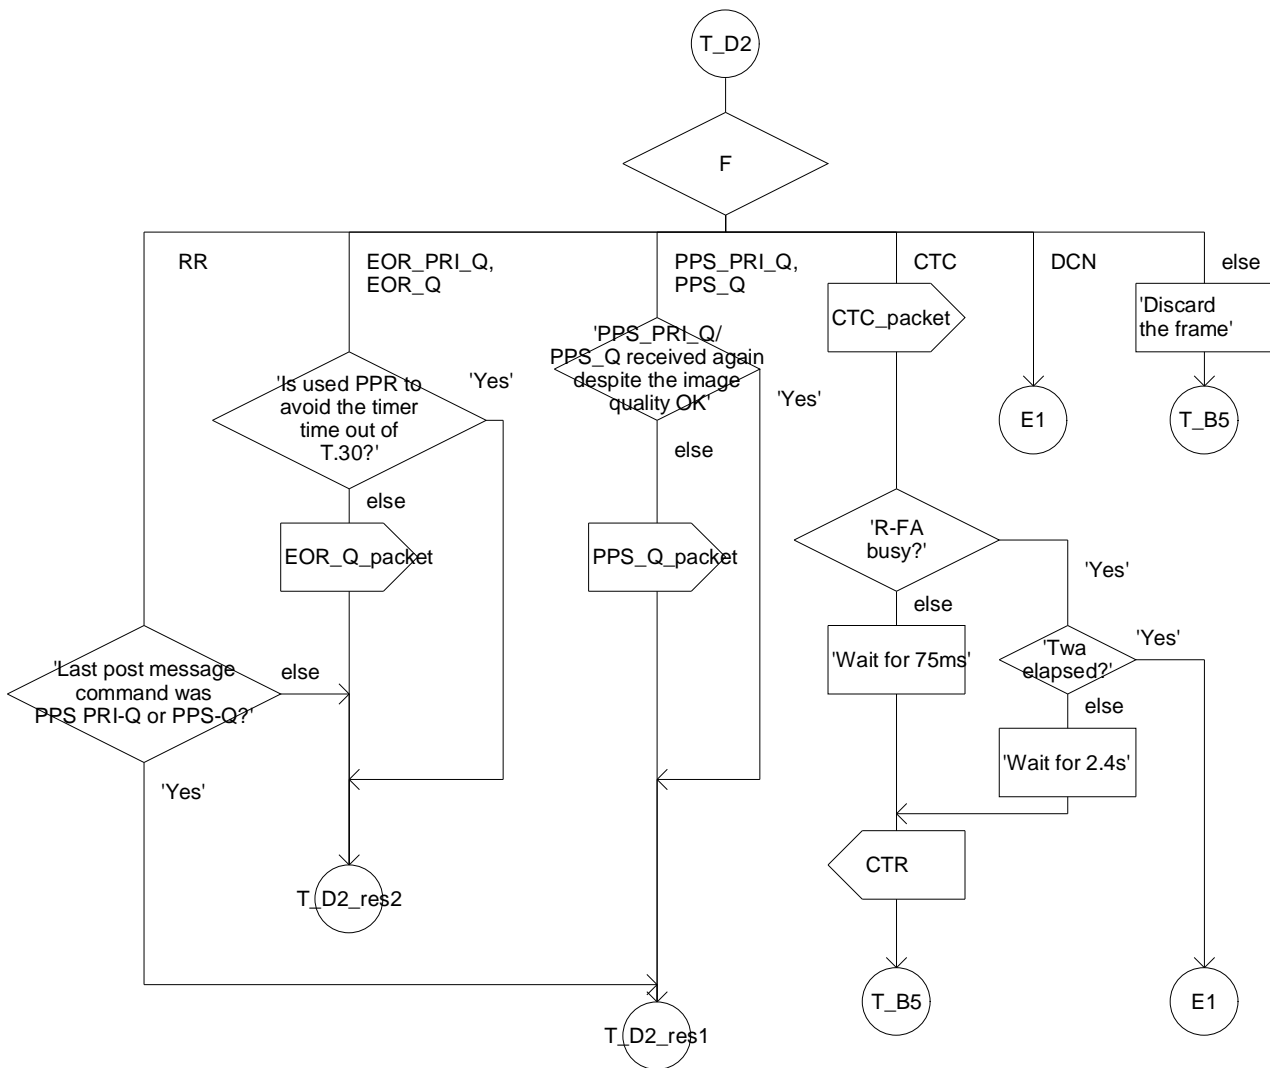 T_D2
F
RR
EOR_PRI_Q,
EOR_Q
PPS_PRI_Q,
PPS_Q
CTC
DCN
else
CTC_packet
'Discard
the frame'
'PPS_PRI_Q/
PPS_Q received again
despite the image
quality OK'
'Yes'
else
'Is used PPR to
avoid the timer
time out of
T.30?'
'Yes'
else
E1
T_B5
EOR_Q_packet
PPS_Q_packet
'R-FA
busy?'
'Yes'
else
'Last post message
command was
PPS PRI-Q or PPS-Q?'
else
'Yes'
'Wait for 75ms'
'Twa
elapsed?'
'Yes'
else
'Wait for 2.4s'
CTR
T_D2_res2
T_D2_res1
T_B5
E1